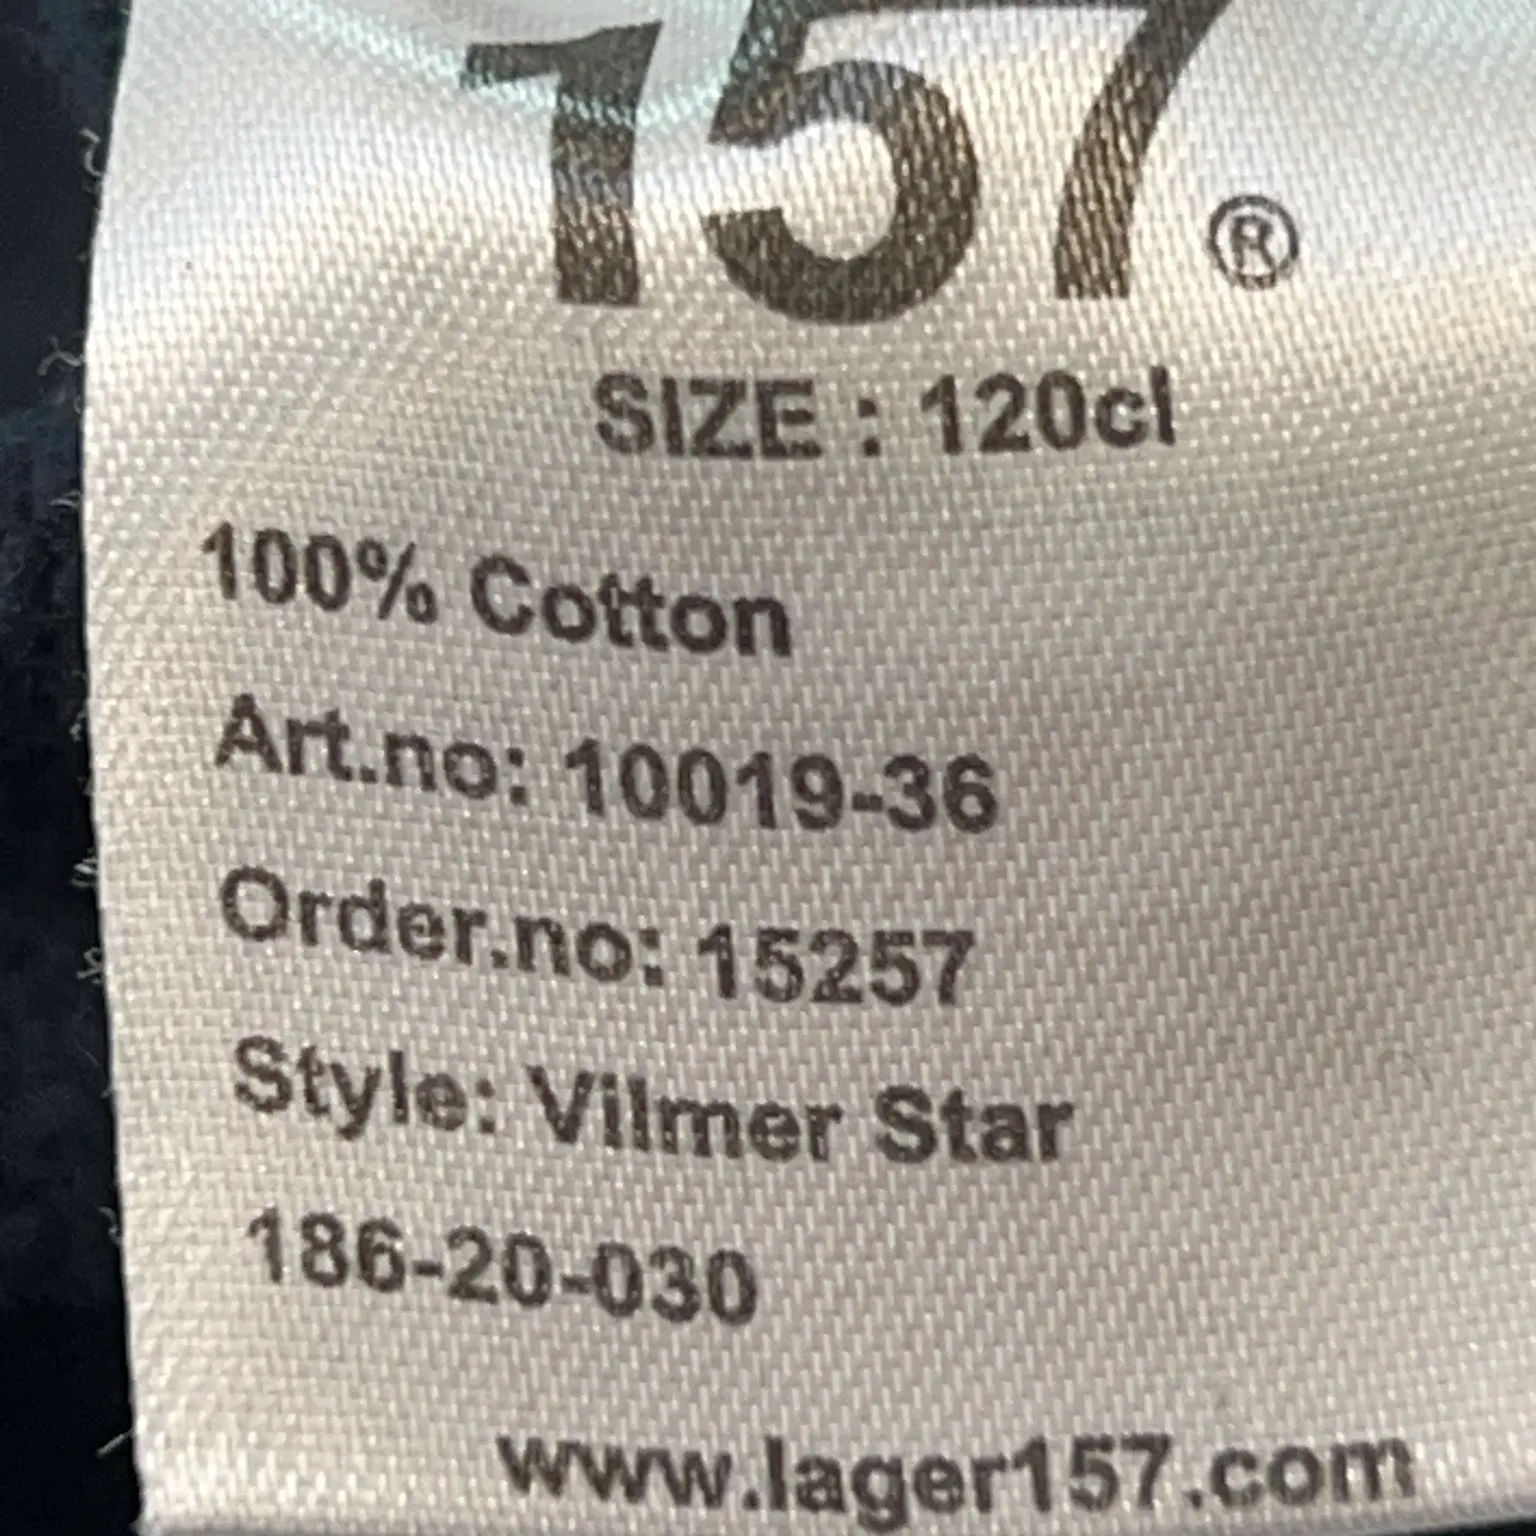 157®
SIZE : 120cl
100% Cotton
Art.no: 10019-36
Order.no: 15257
Style: Vilmer Star
186-20-030
www.lager157.com